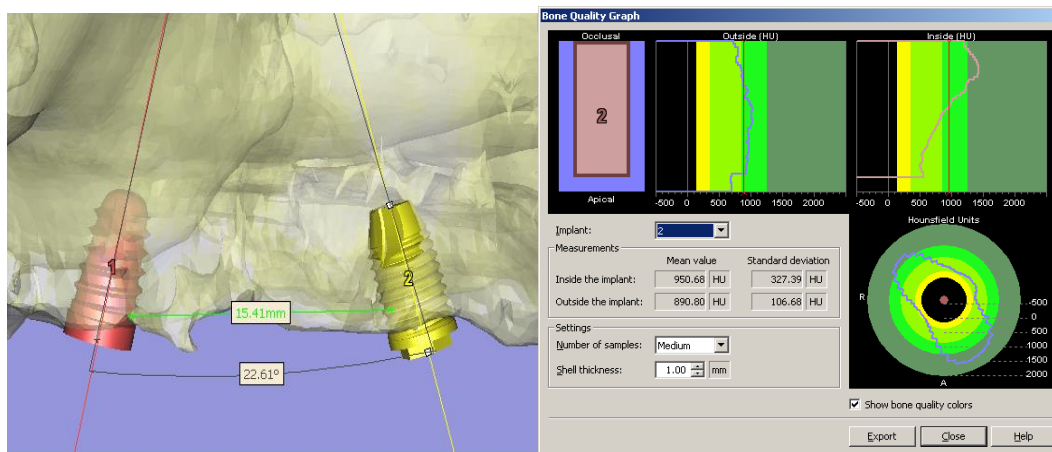 1
2
15.41mm
22.61º
Bone Quality Graph
Occlusal
2
Apical
Outside (HU)
-500 0 500 1000 1500 2000
Inside (HU)
-500 0 500 1000 1500 2000
Implant: 2
Measurements
Mean value Standard deviation
Inside the implant: 950.68 HU 327.39 HU
Outside the implant: 890.80 HU 106.68 HU
Settings
Number of samples: Medium
Shell thickness: 1.00 mm
Hounsfield Units
R
-500
0
500
1000
1500
2000
A
Show bone quality colors
Export Close Help